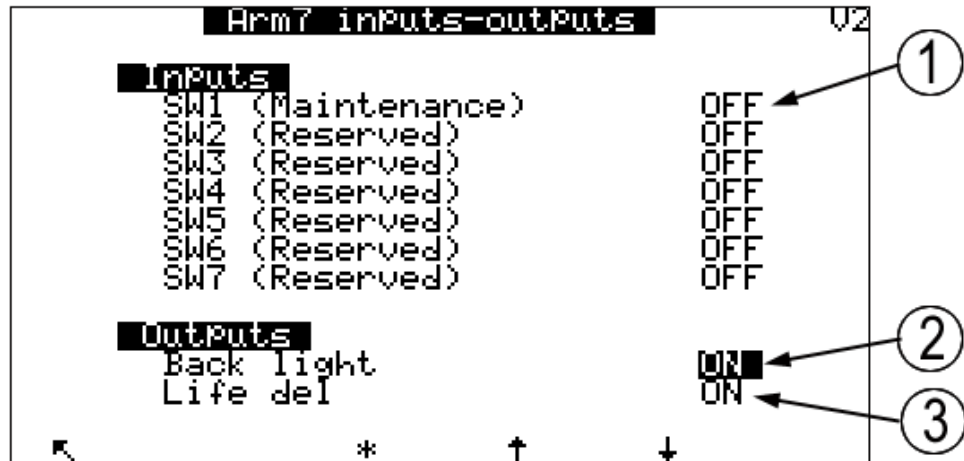 Arm7 inputs-outputs V2
Inputs
SW1 (Maintenance) OFF
SW2 (Reserved) OFF
SW3 (Reserved) OFF
SW4 (Reserved) OFF
SW5 (Reserved) OFF
SW6 (Reserved) OFF
SW7 (Reserved) OFF
Outputs
Back light ON
Life del ON
↖ * ↑ ↓
1
2
3